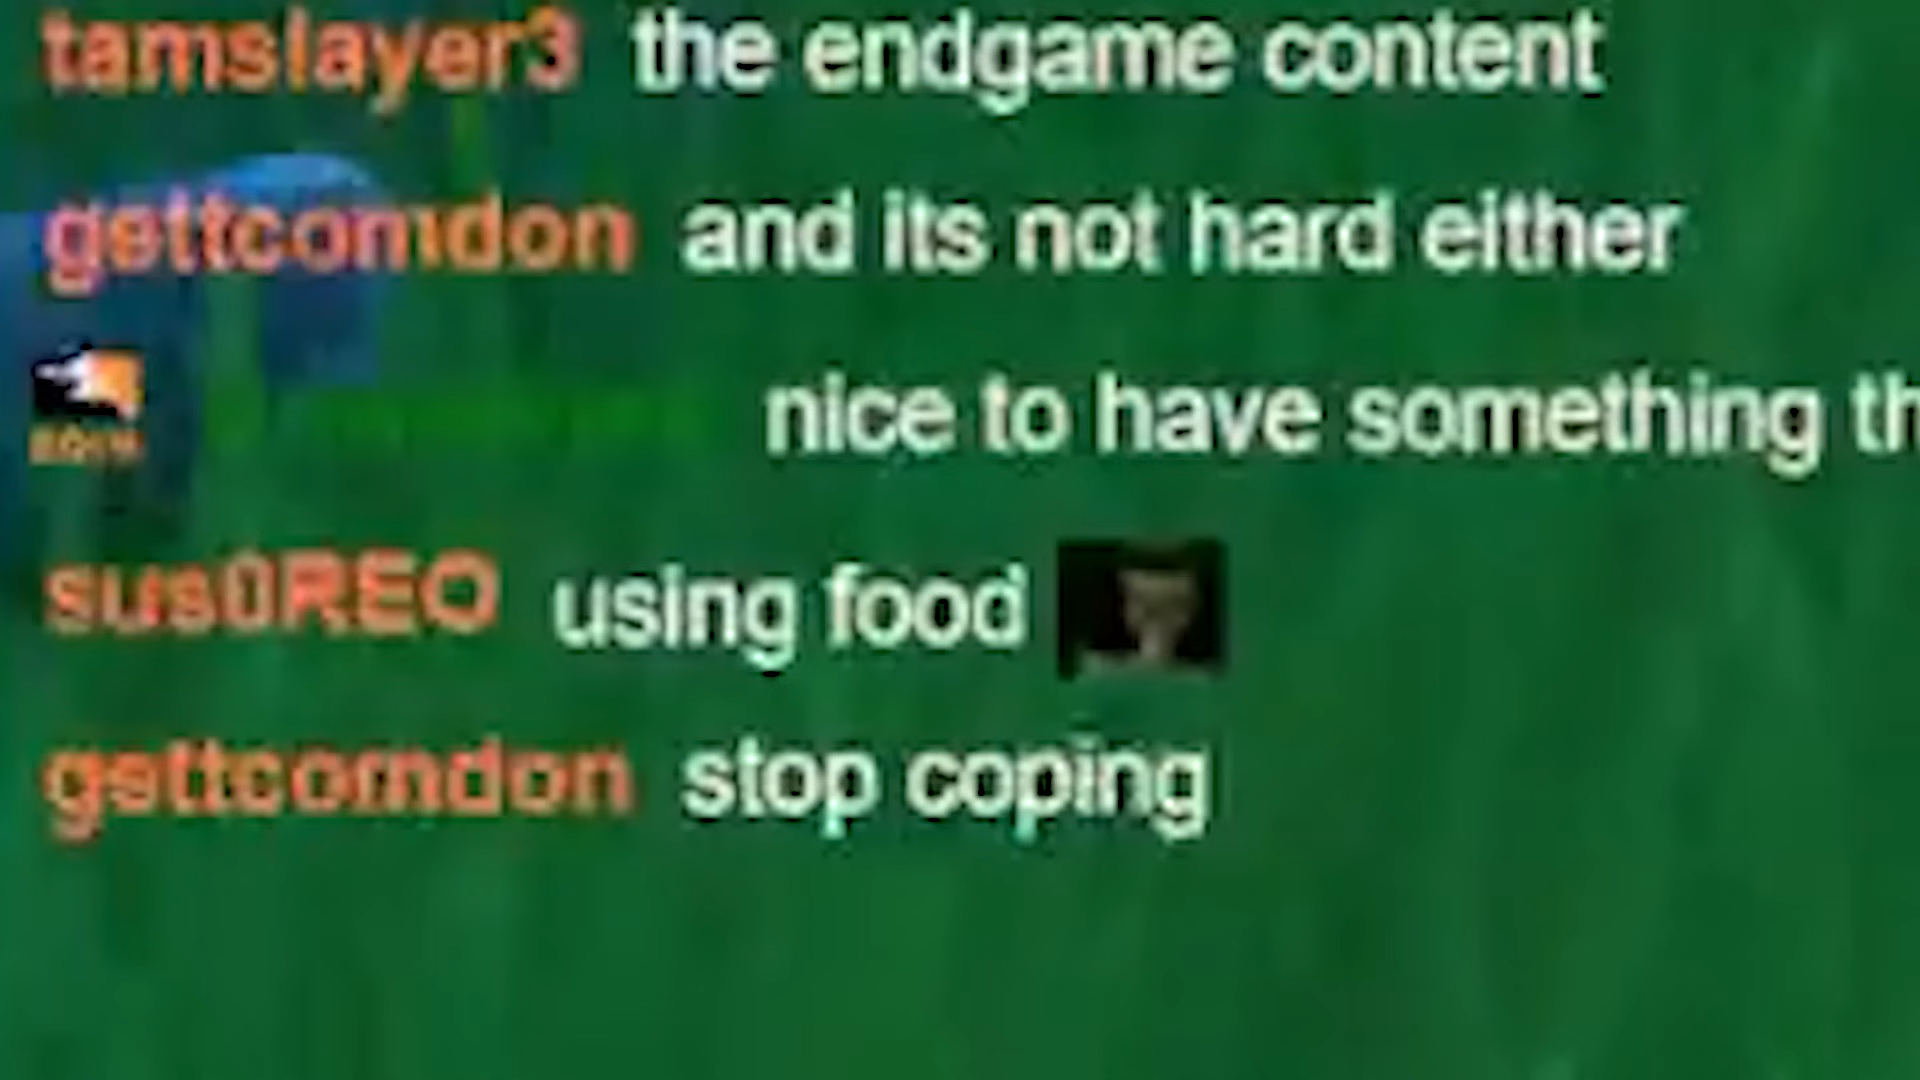 tamslayer3 the endgame content
gettcomdon and its not hard either
nice to have something th
sus0REO using food
gettcomdon stop coping